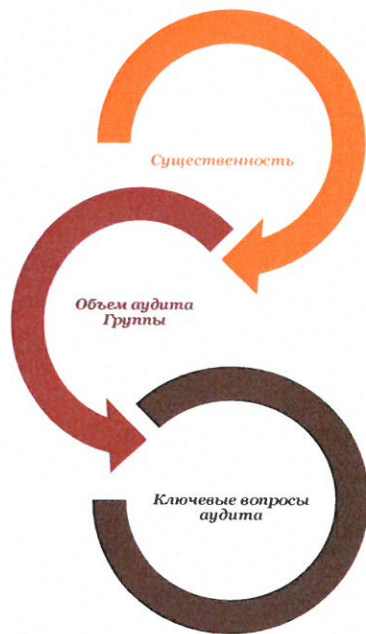 Существенность
Объем аудита
Группы
Ключевые вопросы
аудита